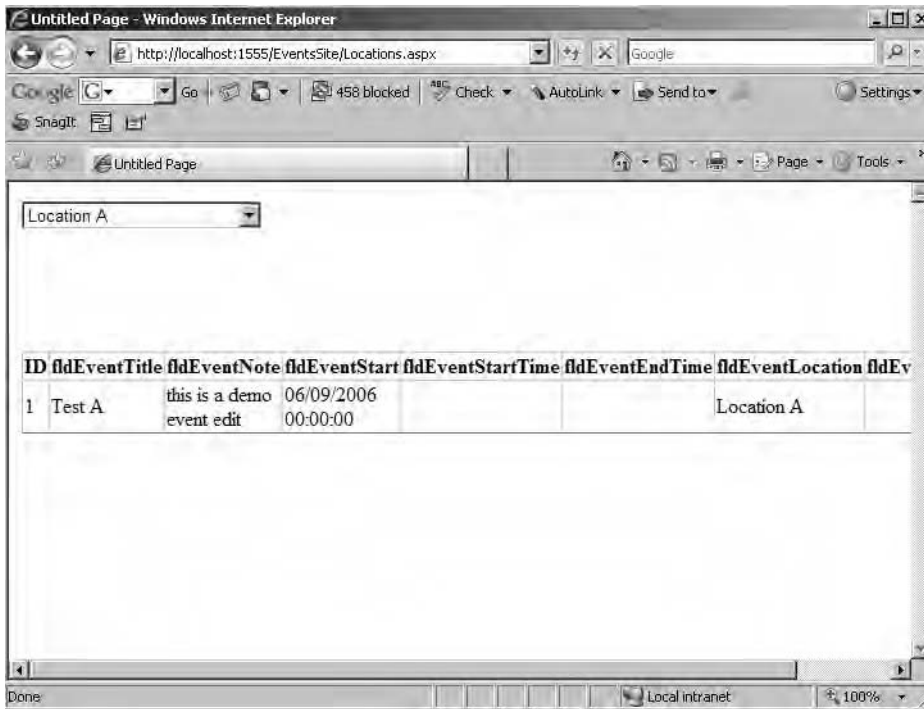 Untitled Page - Windows Internet Explorer
http://localhost:1555/EventsSite/Locations.aspx Google
Google G Go 458 blocked ABC Check AutoLink Send to Settings
SnagIt
Untitled Page Page Tools
Location A
ID fldEventTitle fldEventNote fldEventStart fldEventStartTime fldEventEndTime fldEventLocation fldEv
1 Test A this is a demo 06/09/2006 Location A
event edit 00:00:00
Done Local intranet 100%